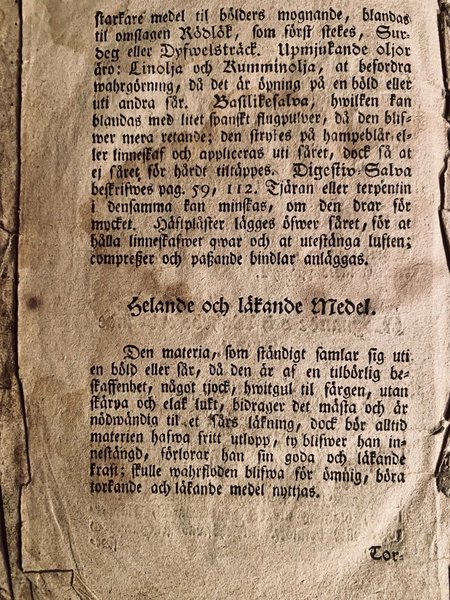 starkare medel til bölders mognande, blandas
til omslagen Rödlök, som först stekes, Sur-
deg eller Dyfwelsträck. Upmjukande oljor
äro: Linolja och Kumminolja, at befordra
wahrgörning, då det är öpning på en böld eller
uti andra sår. Basilikesalva, hwilken kan
blandas med litet spanskt flugpulver, då den blif-
wer mera retande; den strykes på hampeblår el-
ler linneskaf och appliceras uti såret, dock så at
ej såret för hårdt tiltäppes. Digestiv-Salva
beskrifwes pag. 59, 112. Tjäran eller terpentin
i densamma kan minskas, om den drar för
mycket. Häftpläster lägges öfwer såret, för at
hålla linneskafwet qwar och at utestänga luften;
compreßer och paßande bindlar anläggas.
Helande och läkande Medel.
Den materia, som ständigt samlar sig uti
en böld eller sår, då den är af en tilbörlig be-
skaffenhet, något tjock, hwitgul til färgen, utan
skärpa och elak lukt, bidrager det mästa och är
nödwändig til et sårs läkning, dock bör altid
materien hafwa fritt utlopp, ty blifwer han in-
nestängd, förlorar han sin goda och läkande
kraft; skulle wahrfloden blifwa för ömnig, böra
torkande och läkande medel nyttjas.
Tor-